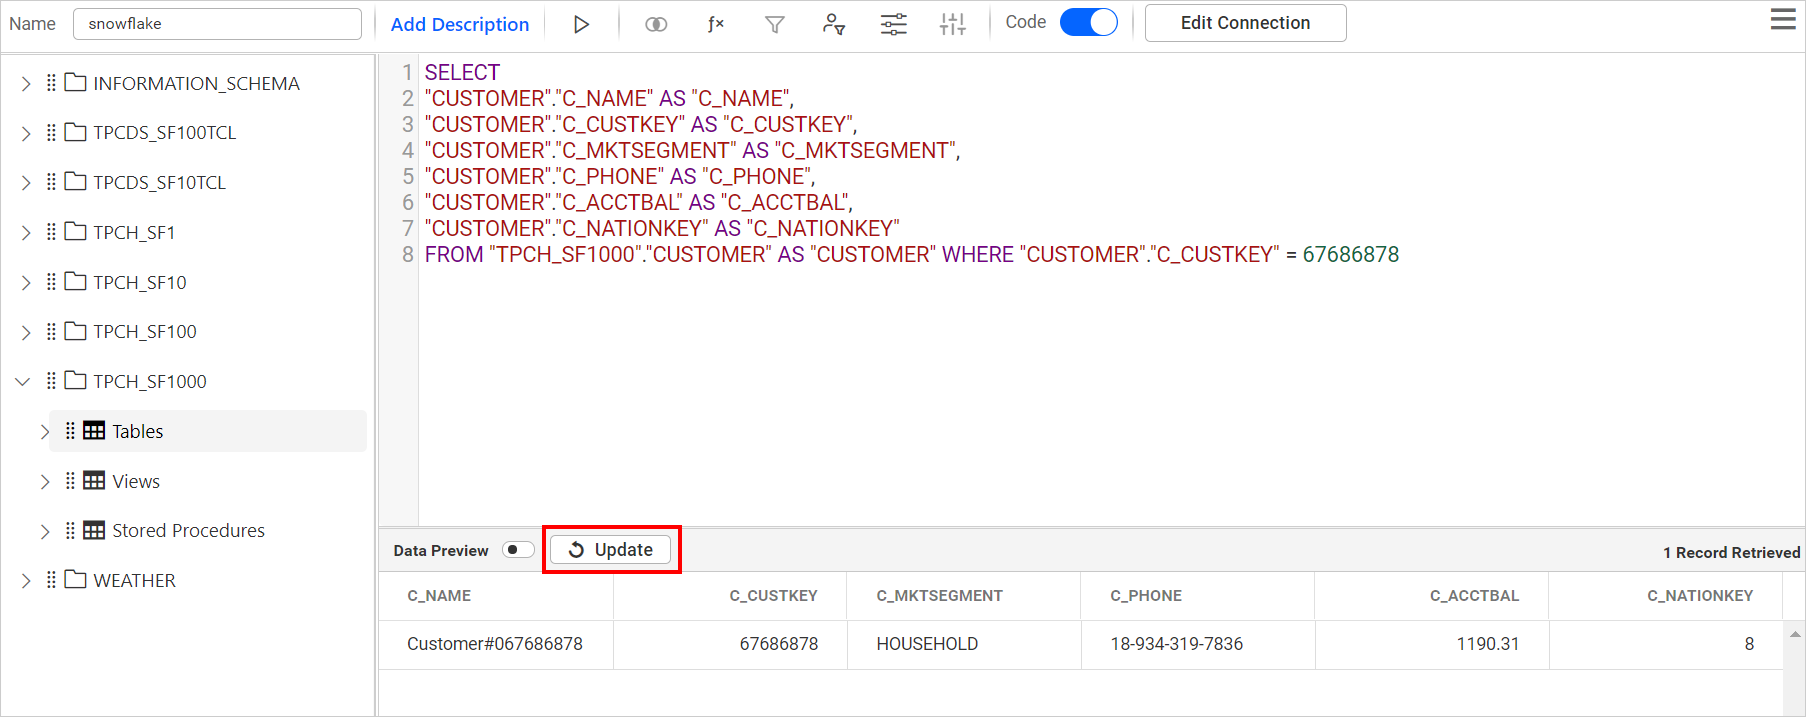 Name snowflake Add Description ƒx Code Edit Connection
INFORMATION_SCHEMA
TPCDS_SF100TCL
TPCDS_SF10TCL
TPCH_SF1
TPCH_SF10
TPCH_SF100
TPCH_SF1000
Tables
Views
Stored Procedures
WEATHER
1 SELECT
2 "CUSTOMER"."C_NAME" AS "C_NAME",
3 "CUSTOMER"."C_CUSTKEY" AS "C_CUSTKEY",
4 "CUSTOMER"."C_MKTSEGMENT" AS "C_MKTSEGMENT",
5 "CUSTOMER"."C_PHONE" AS "C_PHONE",
6 "CUSTOMER"."C_ACCTBAL" AS "C_ACCTBAL",
7 "CUSTOMER"."C_NATIONKEY" AS "C_NATIONKEY"
8 FROM "TPCH_SF1000"."CUSTOMER" AS "CUSTOMER" WHERE "CUSTOMER"."C_CUSTKEY" = 67686878
Data Preview Update 1 Record Retrieved
C_NAME C_CUSTKEY C_MKTSEGMENT C_PHONE C_ACCTBAL C_NATIONKEY
Customer#067686878 67686878 HOUSEHOLD 18-934-319-7836 1190.31 8